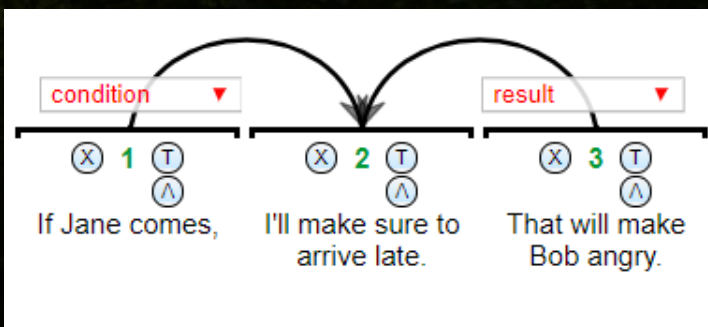 condition ▼
result ▼
X 1 T
Λ
X 2 T
Λ
X 3 T
Λ
If Jane comes,
I'll make sure to
arrive late.
That will make
Bob angry.